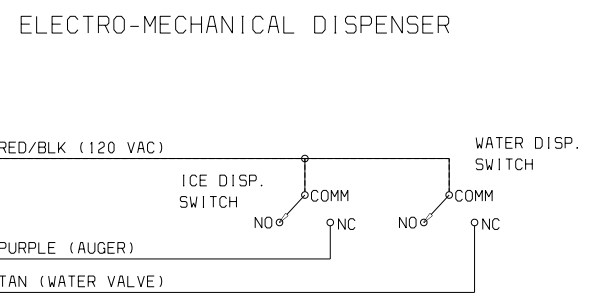 ELECTRO-MECHANICAL DISPENSER
RED/BLK (120 VAC)
WATER DISP.
SWITCH
ICE DISP.
SWITCH
COMM
COMM
NO
NC
NO
NC
PURPLE (AUGER)
TAN (WATER VALVE)